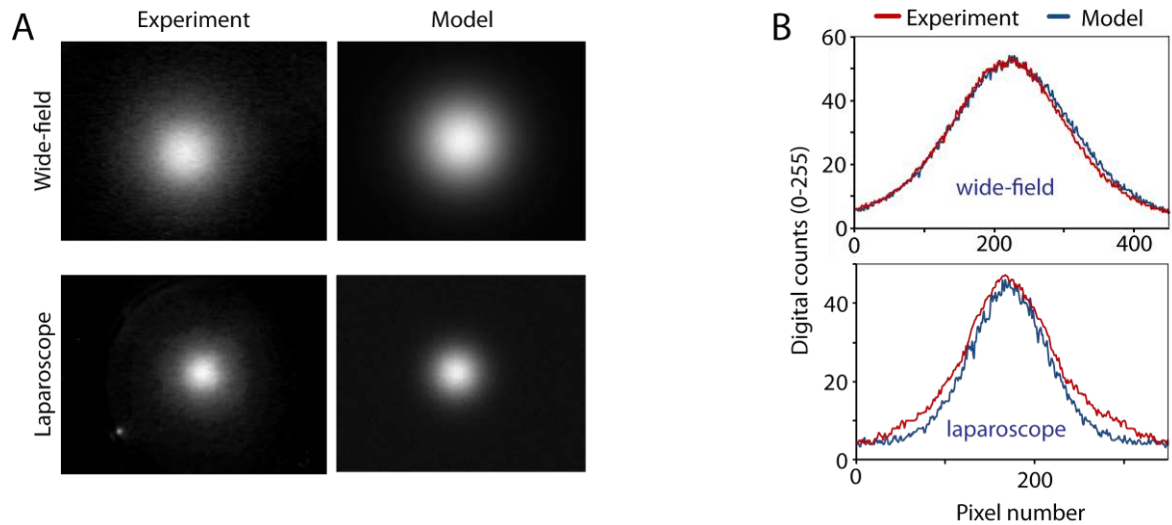 A
Experiment
Model
Wide-field
Laparoscope
B
Experiment
Model
Digital counts (0-255)
60
40
20
0
wide-field
0
200
400
40
20
0
laparoscope
0
200
Pixel number